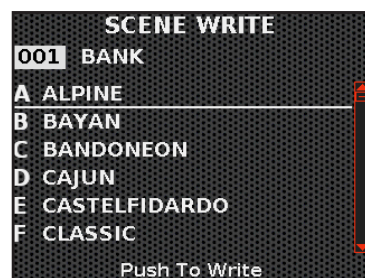 SCENE WRITE
001 BANK
A ALPINE
B BAYAN
C BANDONEON
D CAJUN
E CASTELFIDARDO
F CLASSIC
Push To Write